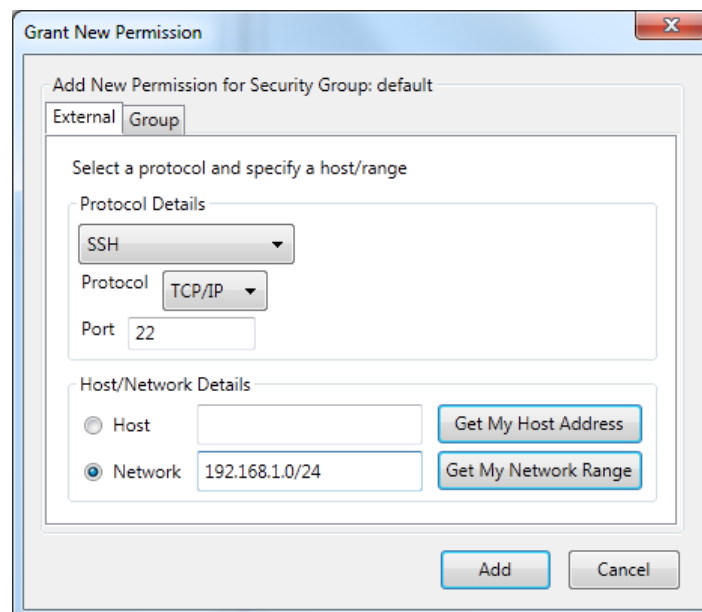 Grant New Permission
Add New Permission for Security Group: default
External Group
Select a protocol and specify a host/range
Protocol Details
SSH
Protocol TCP/IP
Port 22
Host/Network Details
Host Get My Host Address
Network 192.168.1.0/24 Get My Network Range
Add Cancel